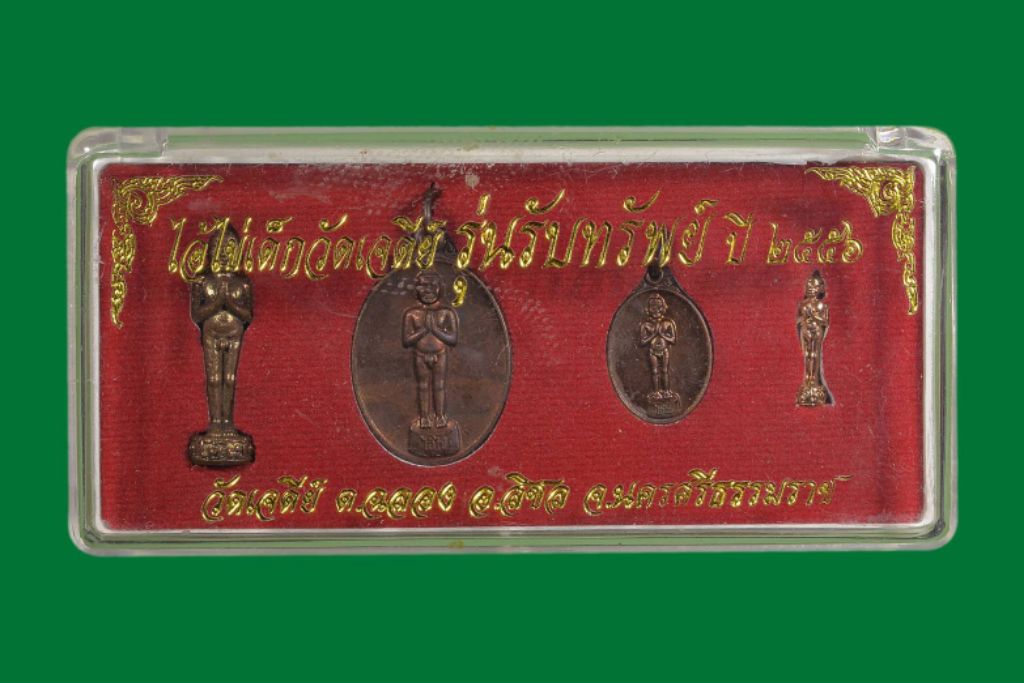 ไอ้ไข่เด็กวัดเจดีย์ รุ่นรับทรัพย์ ปี ๒๕๕๖
วัดเจดีย์ ต.ฉลอง อ.สิชล จ.นครศรีธรรมราช